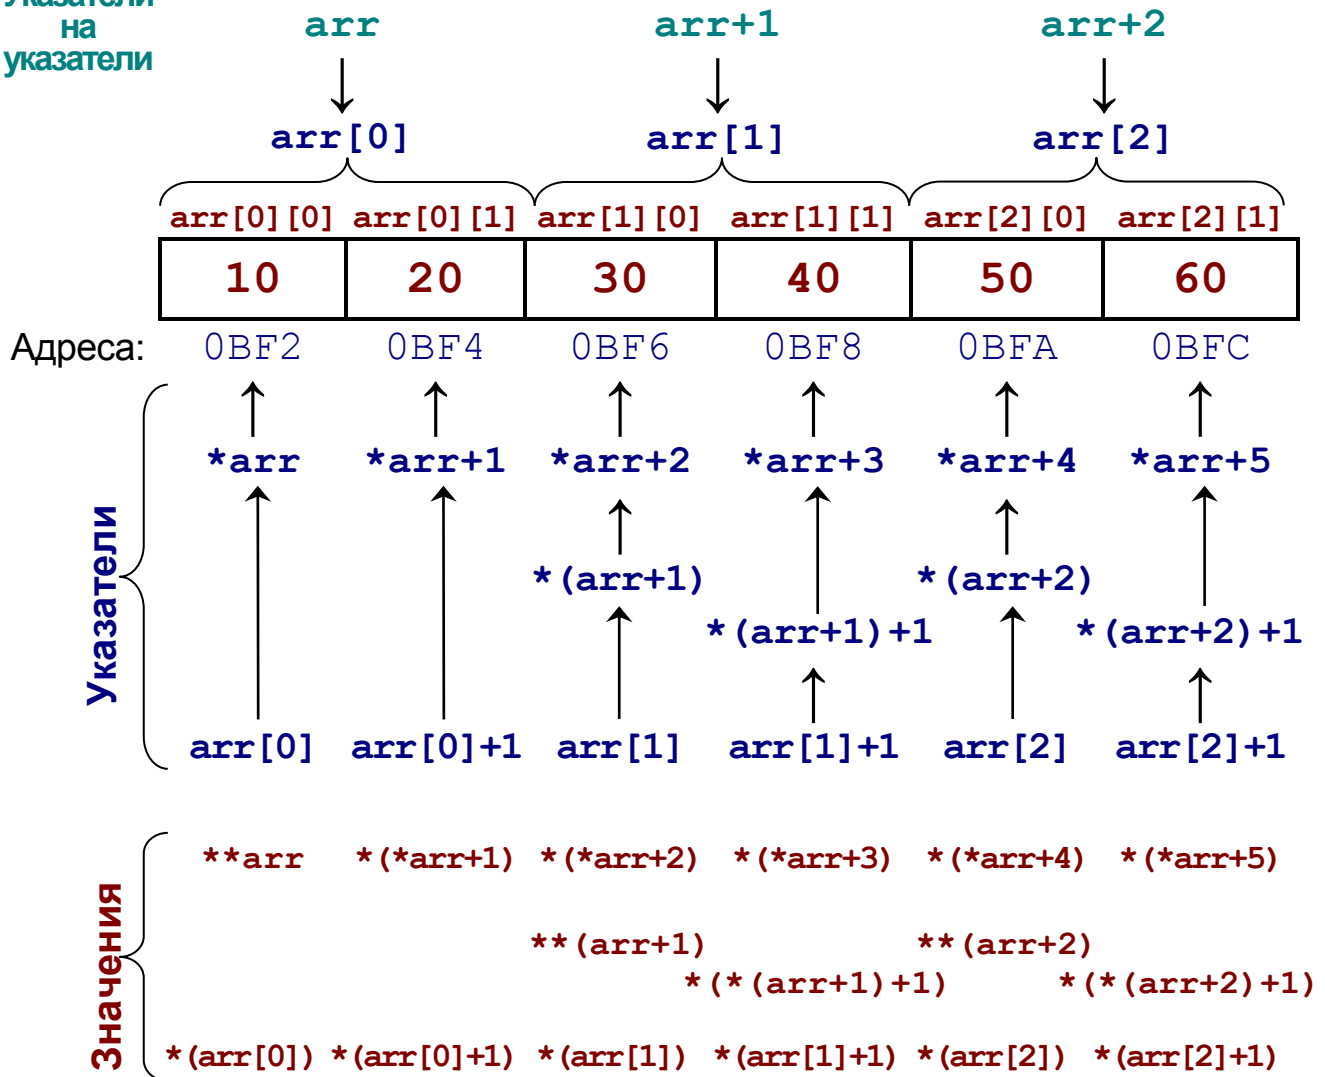 Указатели
на
указатели
arr arr+1 arr+2
arr[0] arr[1] arr[2]
arr[0][0] arr[0][1] arr[1][0] arr[1][1] arr[2][0] arr[2][1]
10 20 30 40 50 60
Адреса: 0BF2 0BF4 0BF6 0BF8 0BFA 0BFC
*arr *arr+1 *arr+2 *arr+3 *arr+4 *arr+5
Указатели
*(arr+1) *(arr+2)
*(arr+1)+1 *(arr+2)+1
arr[0] arr[0]+1 arr[1] arr[1]+1 arr[2] arr[2]+1
**arr *(*arr+1) *(*arr+2) *(*arr+3) *(*arr+4) *(*arr+5)
Значения
**(arr+1) **(arr+2)
*(*(arr+1)+1) *(*(arr+2)+1)
*(arr[0]) *(arr[0]+1) *(arr[1]) *(arr[1]+1) *(arr[2]) *(arr[2]+1)